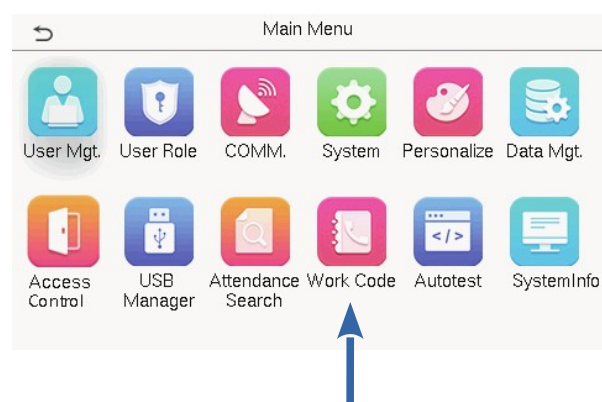 Main Menu
User Mgt. User Role COMM. System Personalize Data Mgt.
Access Control USB Manager Attendance Search Work Code Autotest SystemInfo